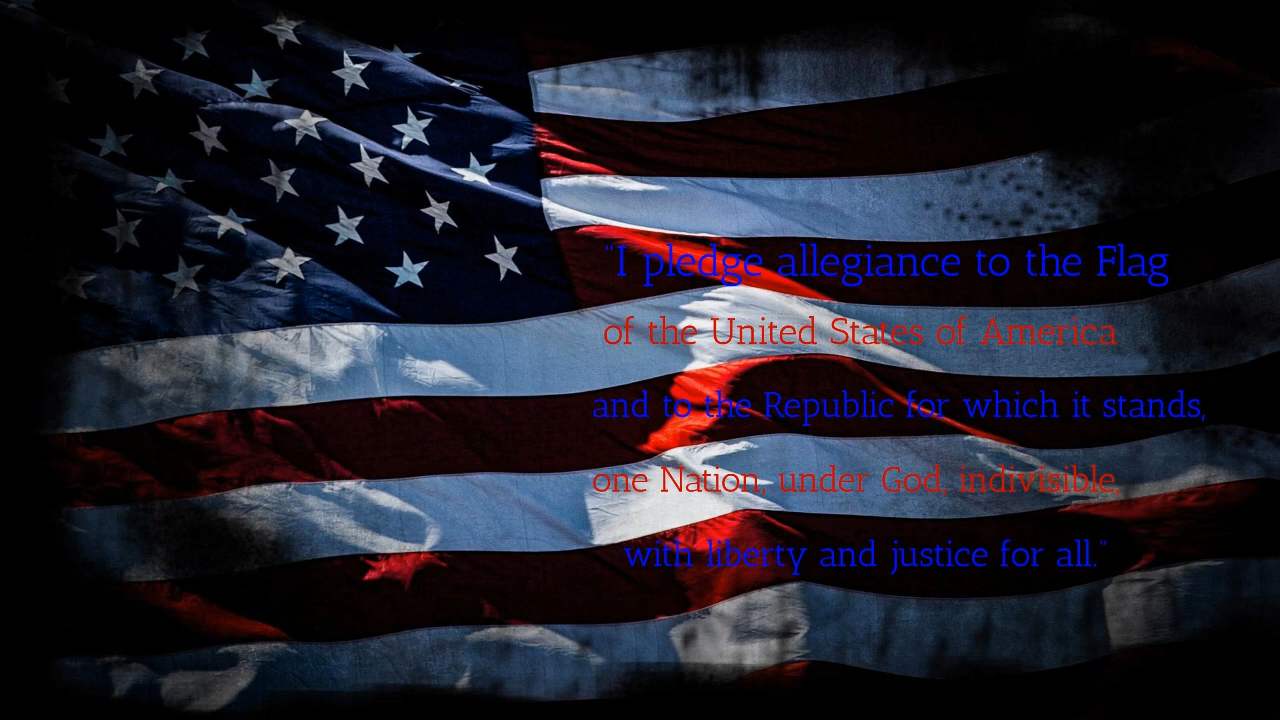 “I pledge allegiance to the Flag
of the United States of America
and to the Republic for which it stands,
one Nation, under God, indivisible,
with liberty and justice for all.”